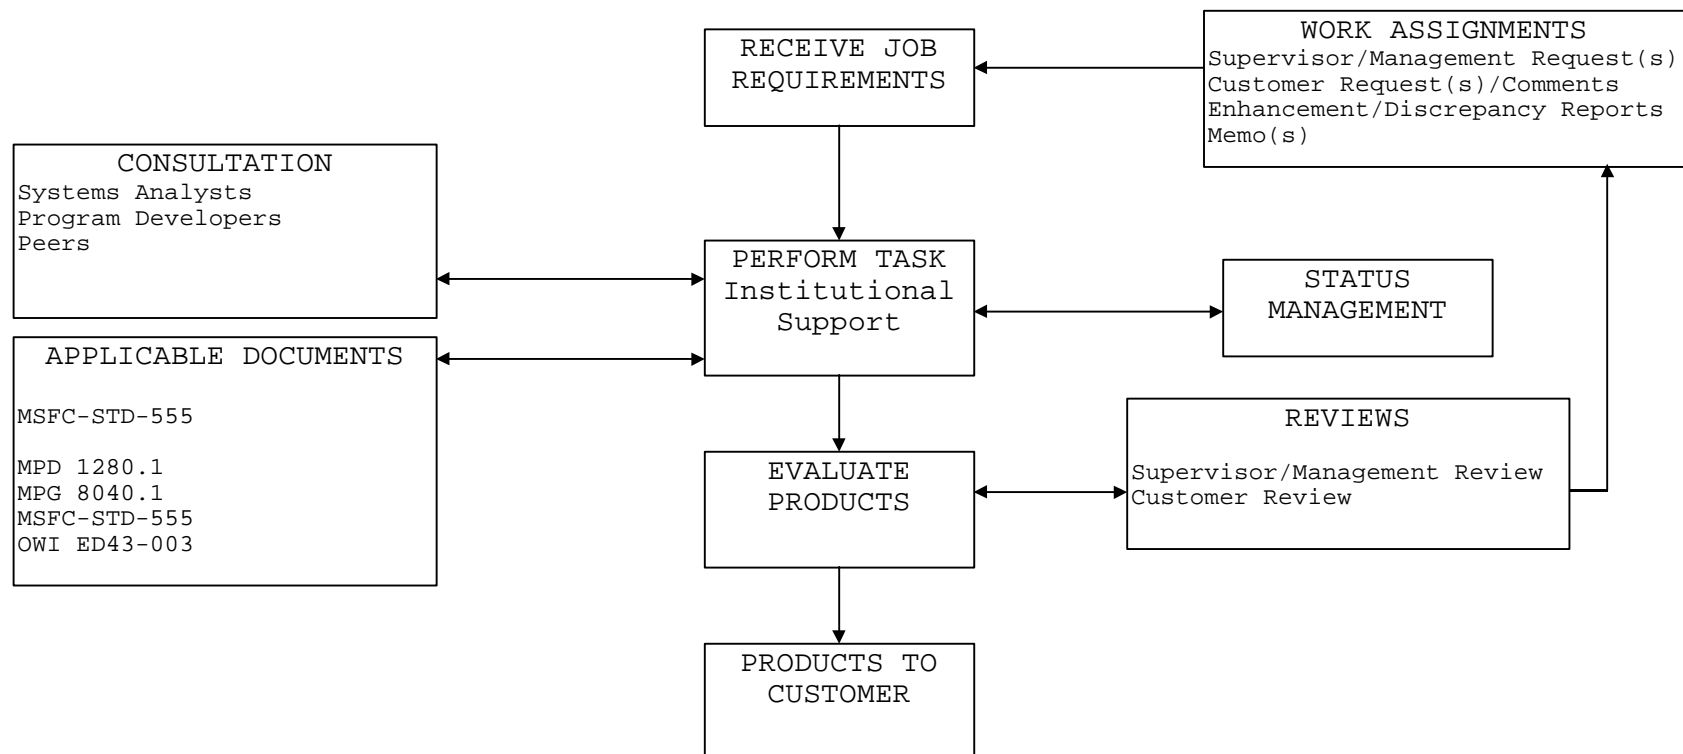 RECEIVE JOB
REQUIREMENTS
WORK ASSIGNMENTS
Supervisor/Management Request(s)
Customer Request(s)/Comments
Enhancement/Discrepancy Reports
Memo(s)
CONSULTATION
Systems Analysts
Program Developers
Peers
PERFORM TASK
Institutional
Support
STATUS
MANAGEMENT
APPLICABLE DOCUMENTS
MSFC-STD-555
MPD 1280.1
MPG 8040.1
MSFC-STD-555
OWI ED43-003
EVALUATE
PRODUCTS
REVIEWS
Supervisor/Management Review
Customer Review
PRODUCTS TO
CUSTOMER